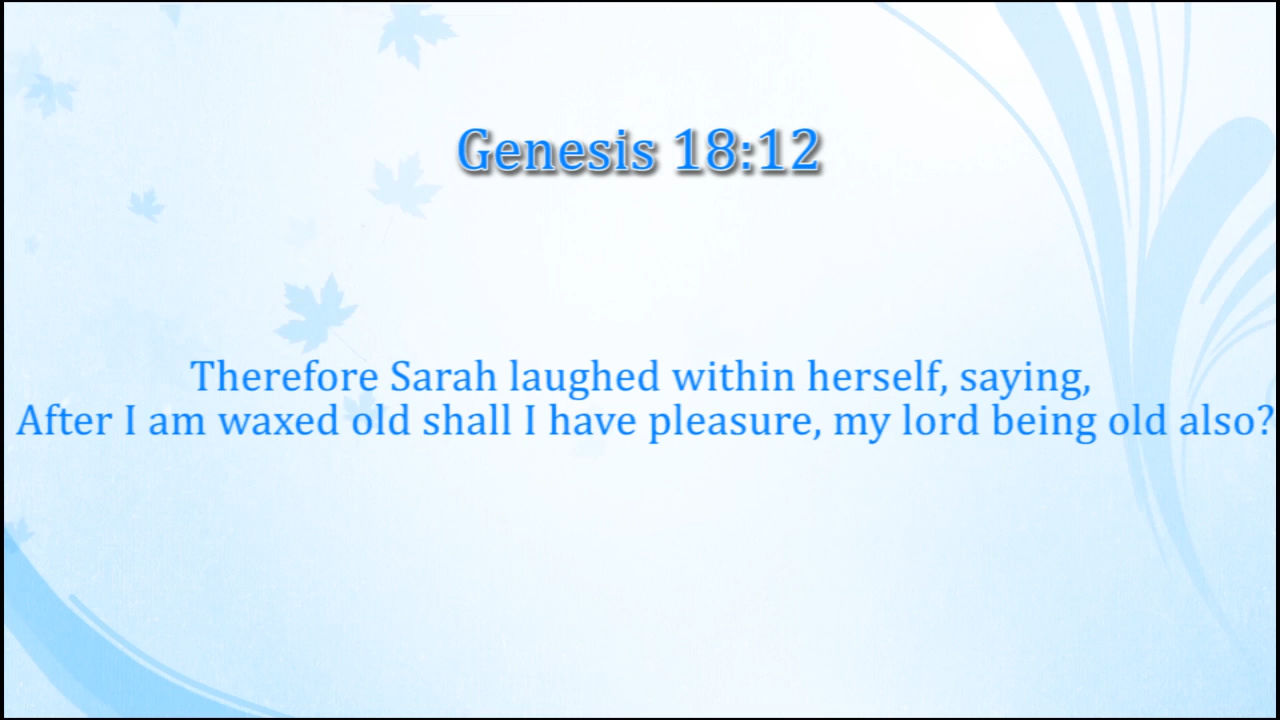 Genesis 18:12
Therefore Sarah laughed within herself, saying,
After I am waxed old shall I have pleasure, my lord being old also?